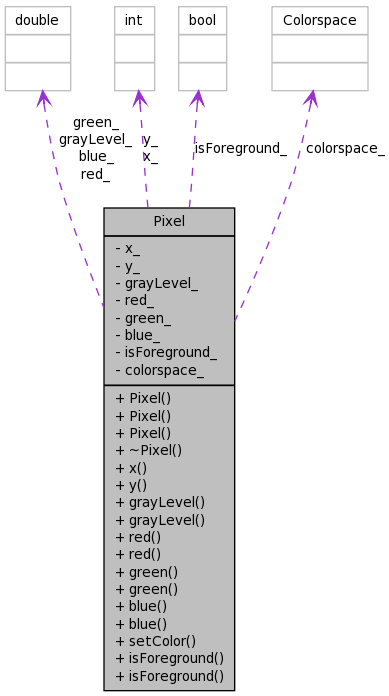 double
int
bool
Colorspace
green_
grayLevel_
blue_
red_
y_
x_
isForeground_
colorspace_
Pixel
- x_
- y_
- grayLevel_
- red_
- green_
- blue_
- isForeground_
- colorspace_
+ Pixel()
+ Pixel()
+ Pixel()
+ ~Pixel()
+ x()
+ y()
+ grayLevel()
+ grayLevel()
+ red()
+ red()
+ green()
+ green()
+ blue()
+ blue()
+ setColor()
+ isForeground()
+ isForeground()